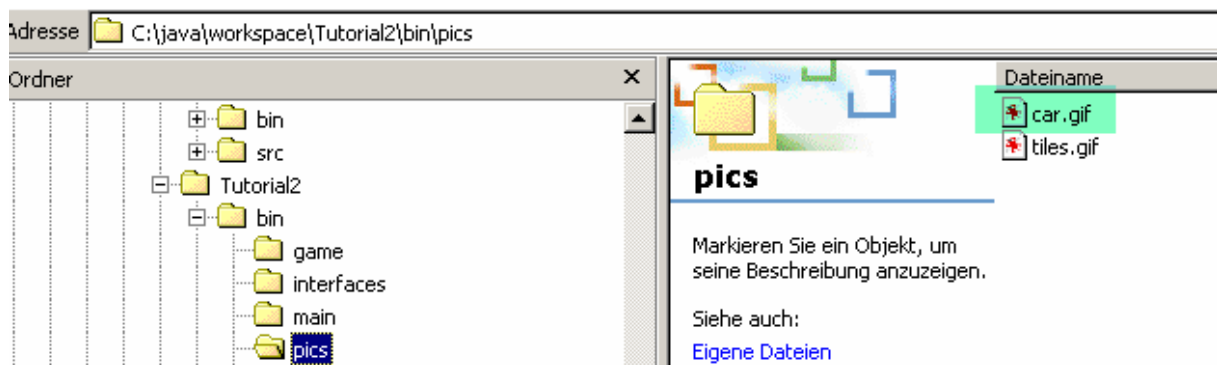 Adresse C:\java\workspace\Tutorial2\bin\pics
Ordner
bin
src
Tutorial2
bin
game
interfaces
main
pics
pics
Markieren Sie ein Objekt, um
seine Beschreibung anzuzeigen.
Siehe auch:
Eigene Dateien
Dateiname
car.gif
tiles.gif